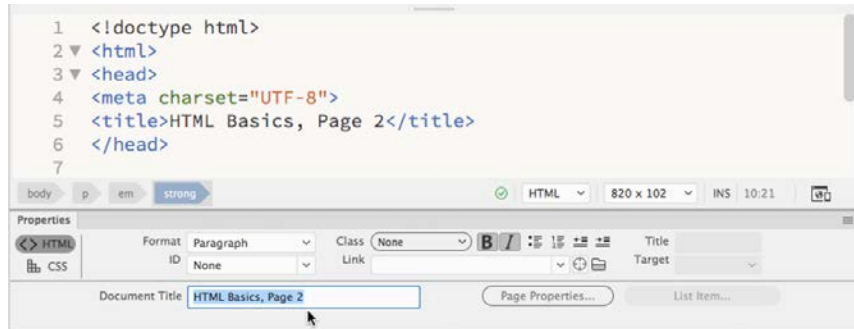 1 <!doctype html>
2 <html>
3 <head>
4 <meta charset="UTF-8">
5 <title>HTML Basics, Page 2</title>
6 </head>
7
body p em strong HTML 820 x 102 INS 10:21
Properties
<> HTML Format Paragraph Class None B I Title
CSS ID None Link Target
Document Title HTML Basics, Page 2 Page Properties... List Item...